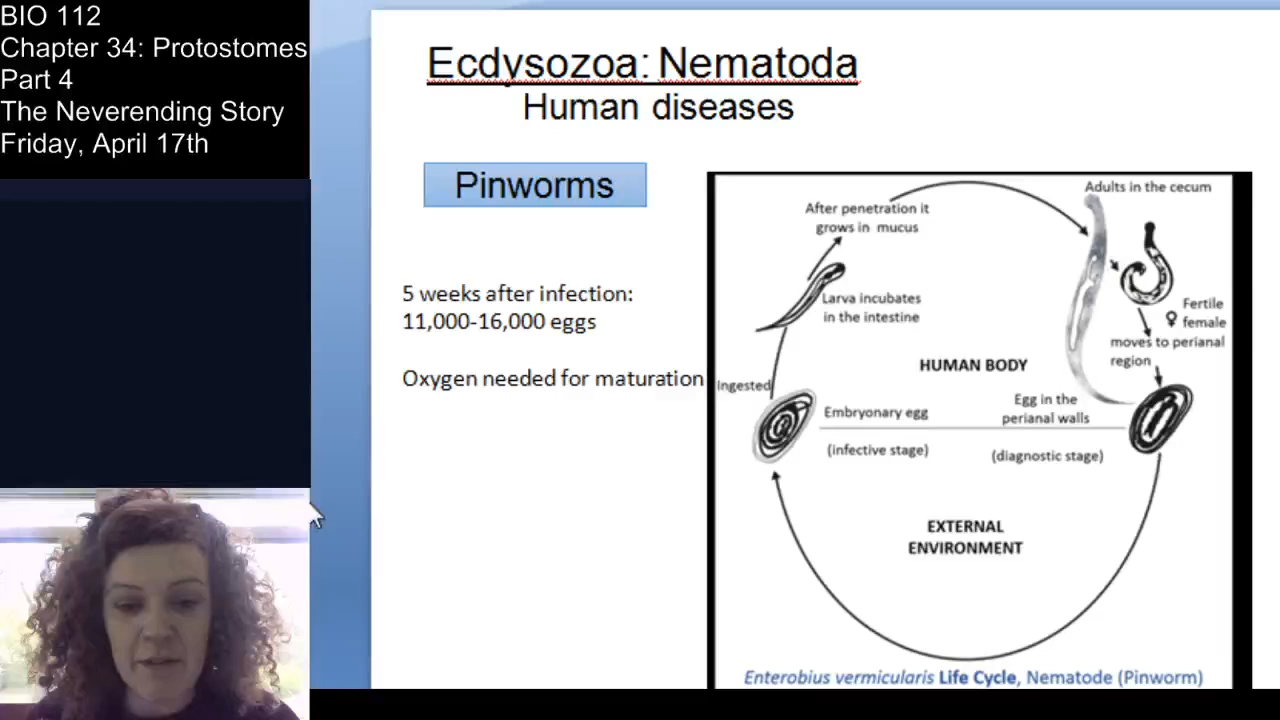 BIO 112
Chapter 34: Protostomes
Part 4
The Neverending Story
Friday, April 17th
Ecdysozoa: Nematoda
Human diseases
Pinworms
5 weeks after infection:
11,000-16,000 eggs
Oxygen needed for maturation
Adults in the cecum
After penetration it
grows in mucus
Larva incubates
in the intestine
Fertile
♀ female
moves to perianal
region
HUMAN BODY
Ingested
Embryonary egg
(infective stage)
Egg in the
perianal walls
(diagnostic stage)
EXTERNAL
ENVIRONMENT
Enterobius vermicularis Life Cycle, Nematode (Pinworm)